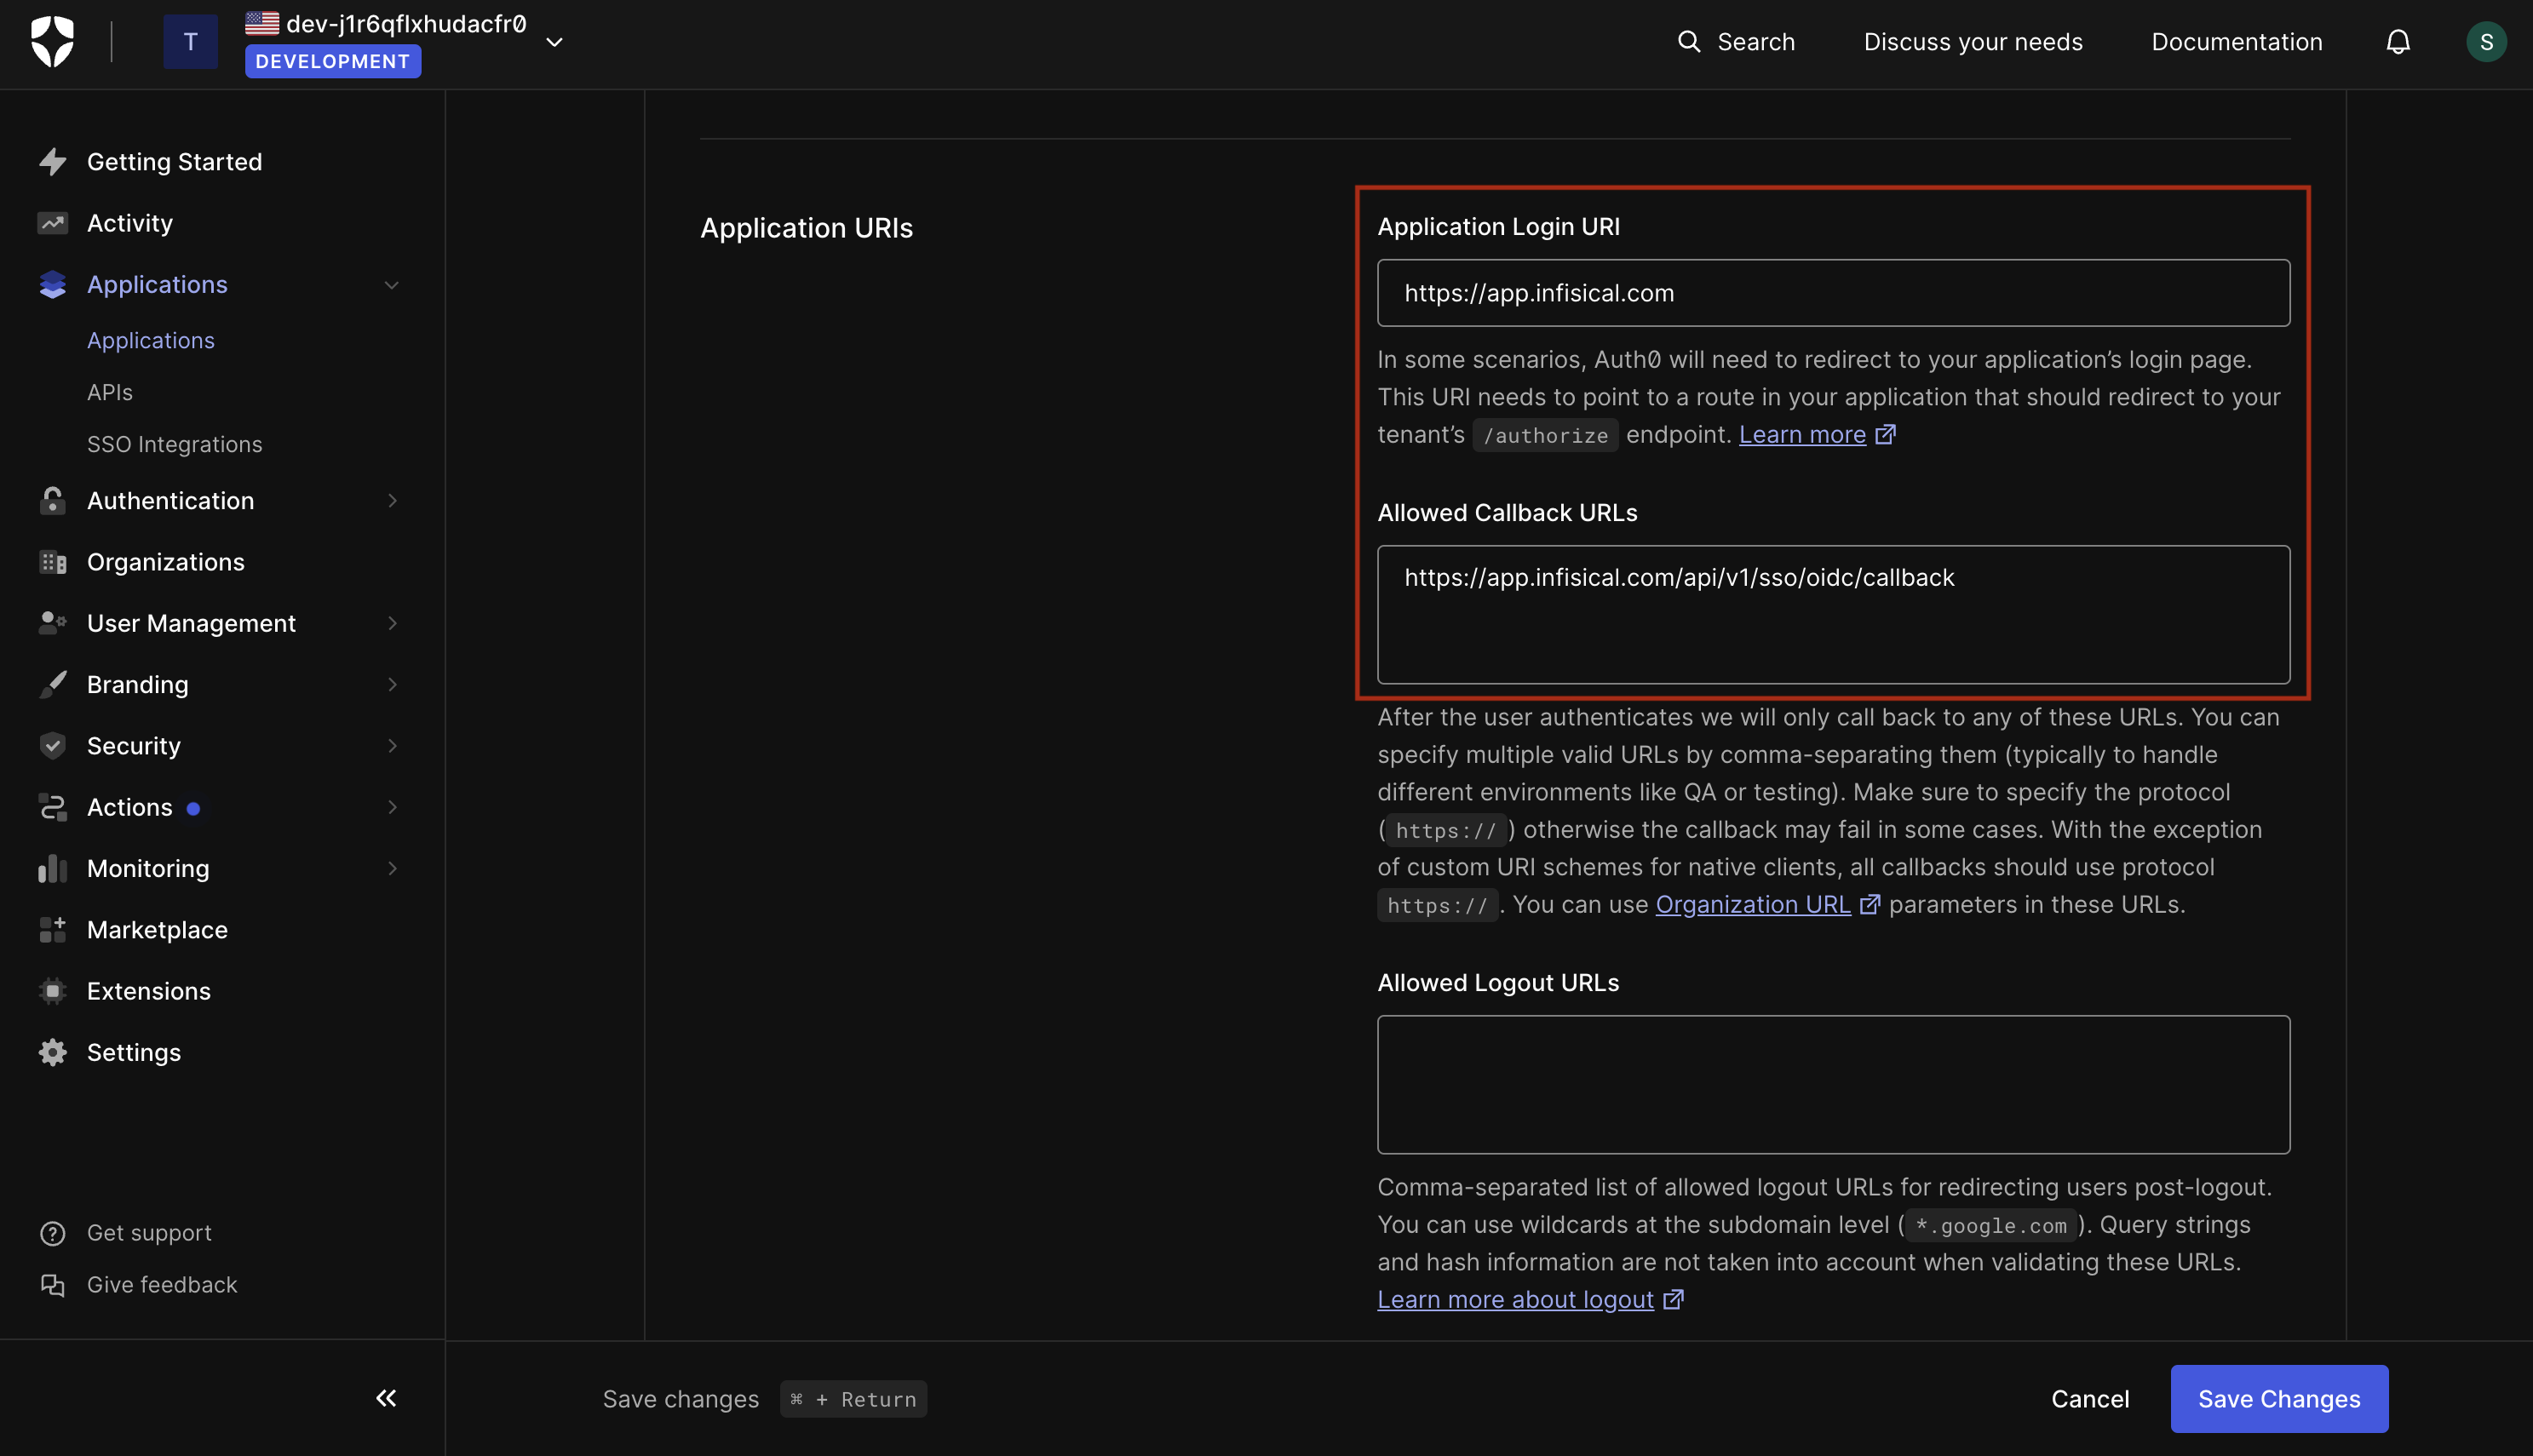 T
dev-j1r6qflxhudacfr0
DEVELOPMENT
Search
Discuss your needs
Documentation
S
Getting Started
Activity
Applications
Applications
APIs
SSO Integrations
Authentication
Organizations
User Management
Branding
Security
Actions
Monitoring
Marketplace
Extensions
Settings
Get support
Give feedback
Application URIs
Application Login URI
https://app.infisical.com
In some scenarios, Auth0 will need to redirect to your application’s login page.
This URI needs to point to a route in your application that should redirect to your
tenant’s /authorize endpoint. Learn more
Allowed Callback URLs
https://app.infisical.com/api/v1/sso/oidc/callback
After the user authenticates we will only call back to any of these URLs. You can
specify multiple valid URLs by comma-separating them (typically to handle
different environments like QA or testing). Make sure to specify the protocol
(https://) otherwise the callback may fail in some cases. With the exception
of custom URI schemes for native clients, all callbacks should use protocol
https://. You can use Organization URL parameters in these URLs.
Allowed Logout URLs
Comma-separated list of allowed logout URLs for redirecting users post-logout.
You can use wildcards at the subdomain level (*.google.com). Query strings
and hash information are not taken into account when validating these URLs.
Learn more about logout
Save changes ⌘ + Return
Cancel
Save Changes